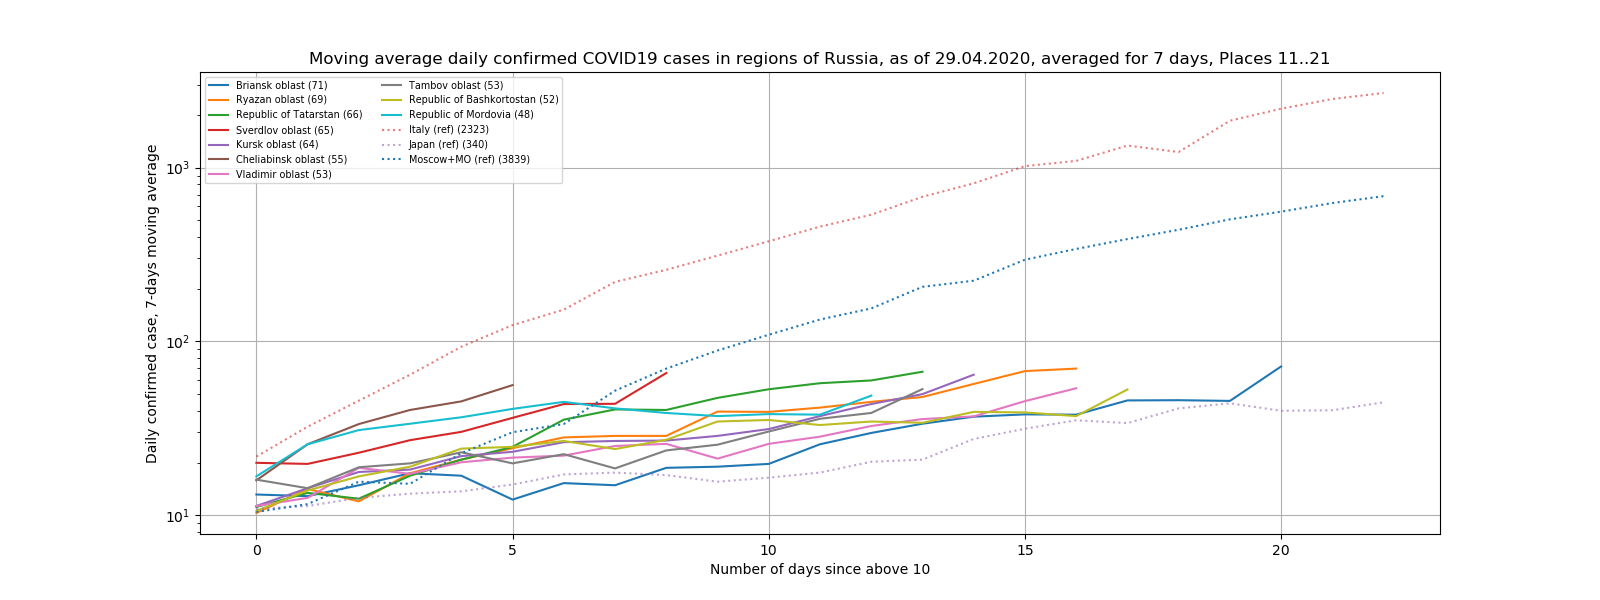 Moving average daily confirmed COVID19 cases in regions of Russia, as of 29.04.2020, averaged for 7 days, Places 11..21
Briansk oblast (71)
Ryazan oblast (69)
Republic of Tatarstan (66)
Sverdlov oblast (65)
Kursk oblast (64)
Cheliabinsk oblast (55)
Vladimir oblast (53)
Tambov oblast (53)
Republic of Bashkortostan (52)
Republic of Mordovia (48)
Italy (ref) (2323)
Japan (ref) (340)
Moscow+MO (ref) (3839)
Daily confirmed case, 7-days moving average
10³
10²
10¹
0 5 10 15 20
Number of days since above 10